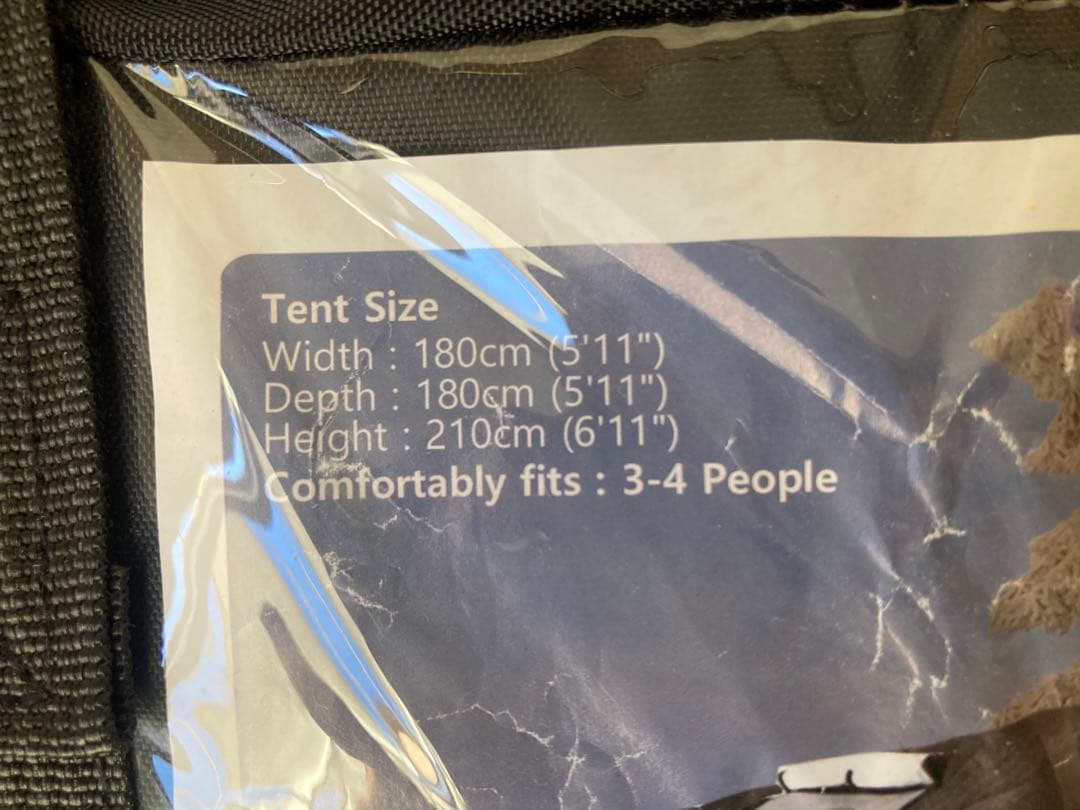 Tent Size
Width : 180cm (5'11")
Depth : 180cm (5'11")
Height : 210cm (6'11")
Comfortably fits : 3-4 People